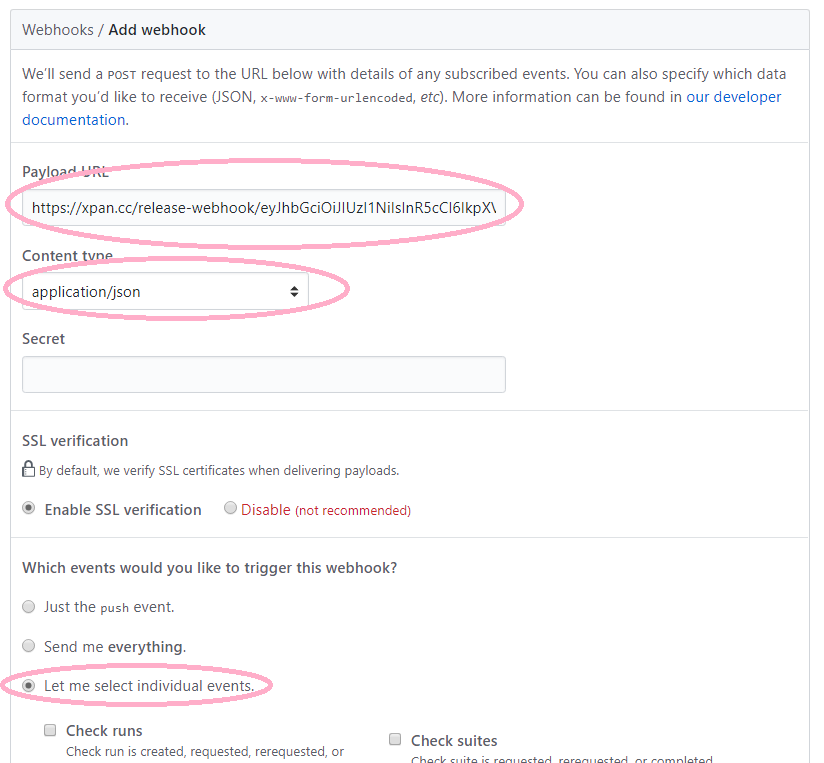 Webhooks / Add webhook
We'll send a POST request to the URL below with details of any subscribed events. You can also specify which data
format you'd like to receive (JSON, x-www-form-urlencoded, etc). More information can be found in our developer
documentation.
Payload URL
https://xpan.cc/release-webhook/eyJhbGciOiJIUzI1NiIsInR5cCI6IkpXV
Content type
application/json
Secret
SSL verification
By default, we verify SSL certificates when delivering payloads.
Enable SSL verification Disable (not recommended)
Which events would you like to trigger this webhook?
Just the push event.
Send me everything.
Let me select individual events.
Check runs
Check run is created, requested, rerequested, or
Check suites
Check suite is requested, rerequested, or completed.